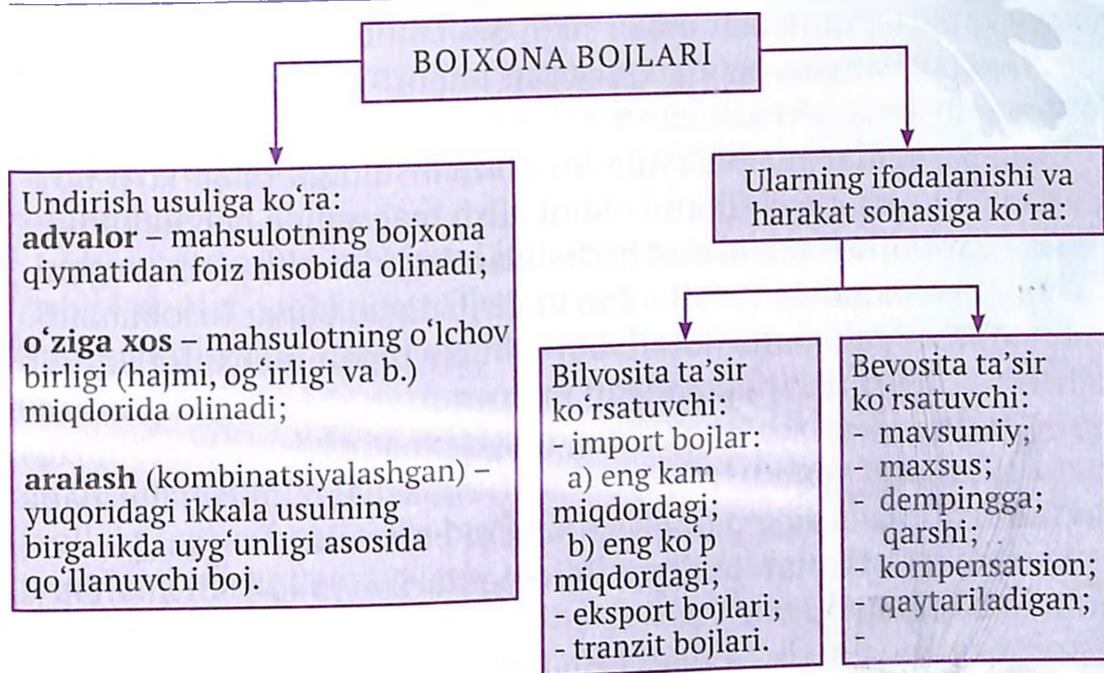 BOJXONA BOJLARI
Undirish usuliga ko‘ra:
advalor – mahsulotning bojxona
qiymatidan foiz hisobida olinadi;
o‘ziga xos – mahsulotning o‘lchov
birligi (hajmi, og‘irligi va b.)
miqdorida olinadi;
aralash (kombinatsiyalashgan) –
yuqoridagi ikkala usulning
birgalikda uyg‘unligi asosida
qo‘llanuvchi boj.
Ularning ifodalanishi va
harakat sohasiga ko‘ra:
Bilvosita ta’sir
ko‘rsatuvchi:
- import bojlar:
a) eng kam
miqdordagi;
b) eng ko‘p
miqdordagi;
- eksport bojlari;
- tranzit bojlari.
Bevosita ta’sir
ko‘rsatuvchi:
- mavsumiy;
maxsus;
- dempingga;
qarshi;
- kompensatsion;
- qaytariladigan;
-